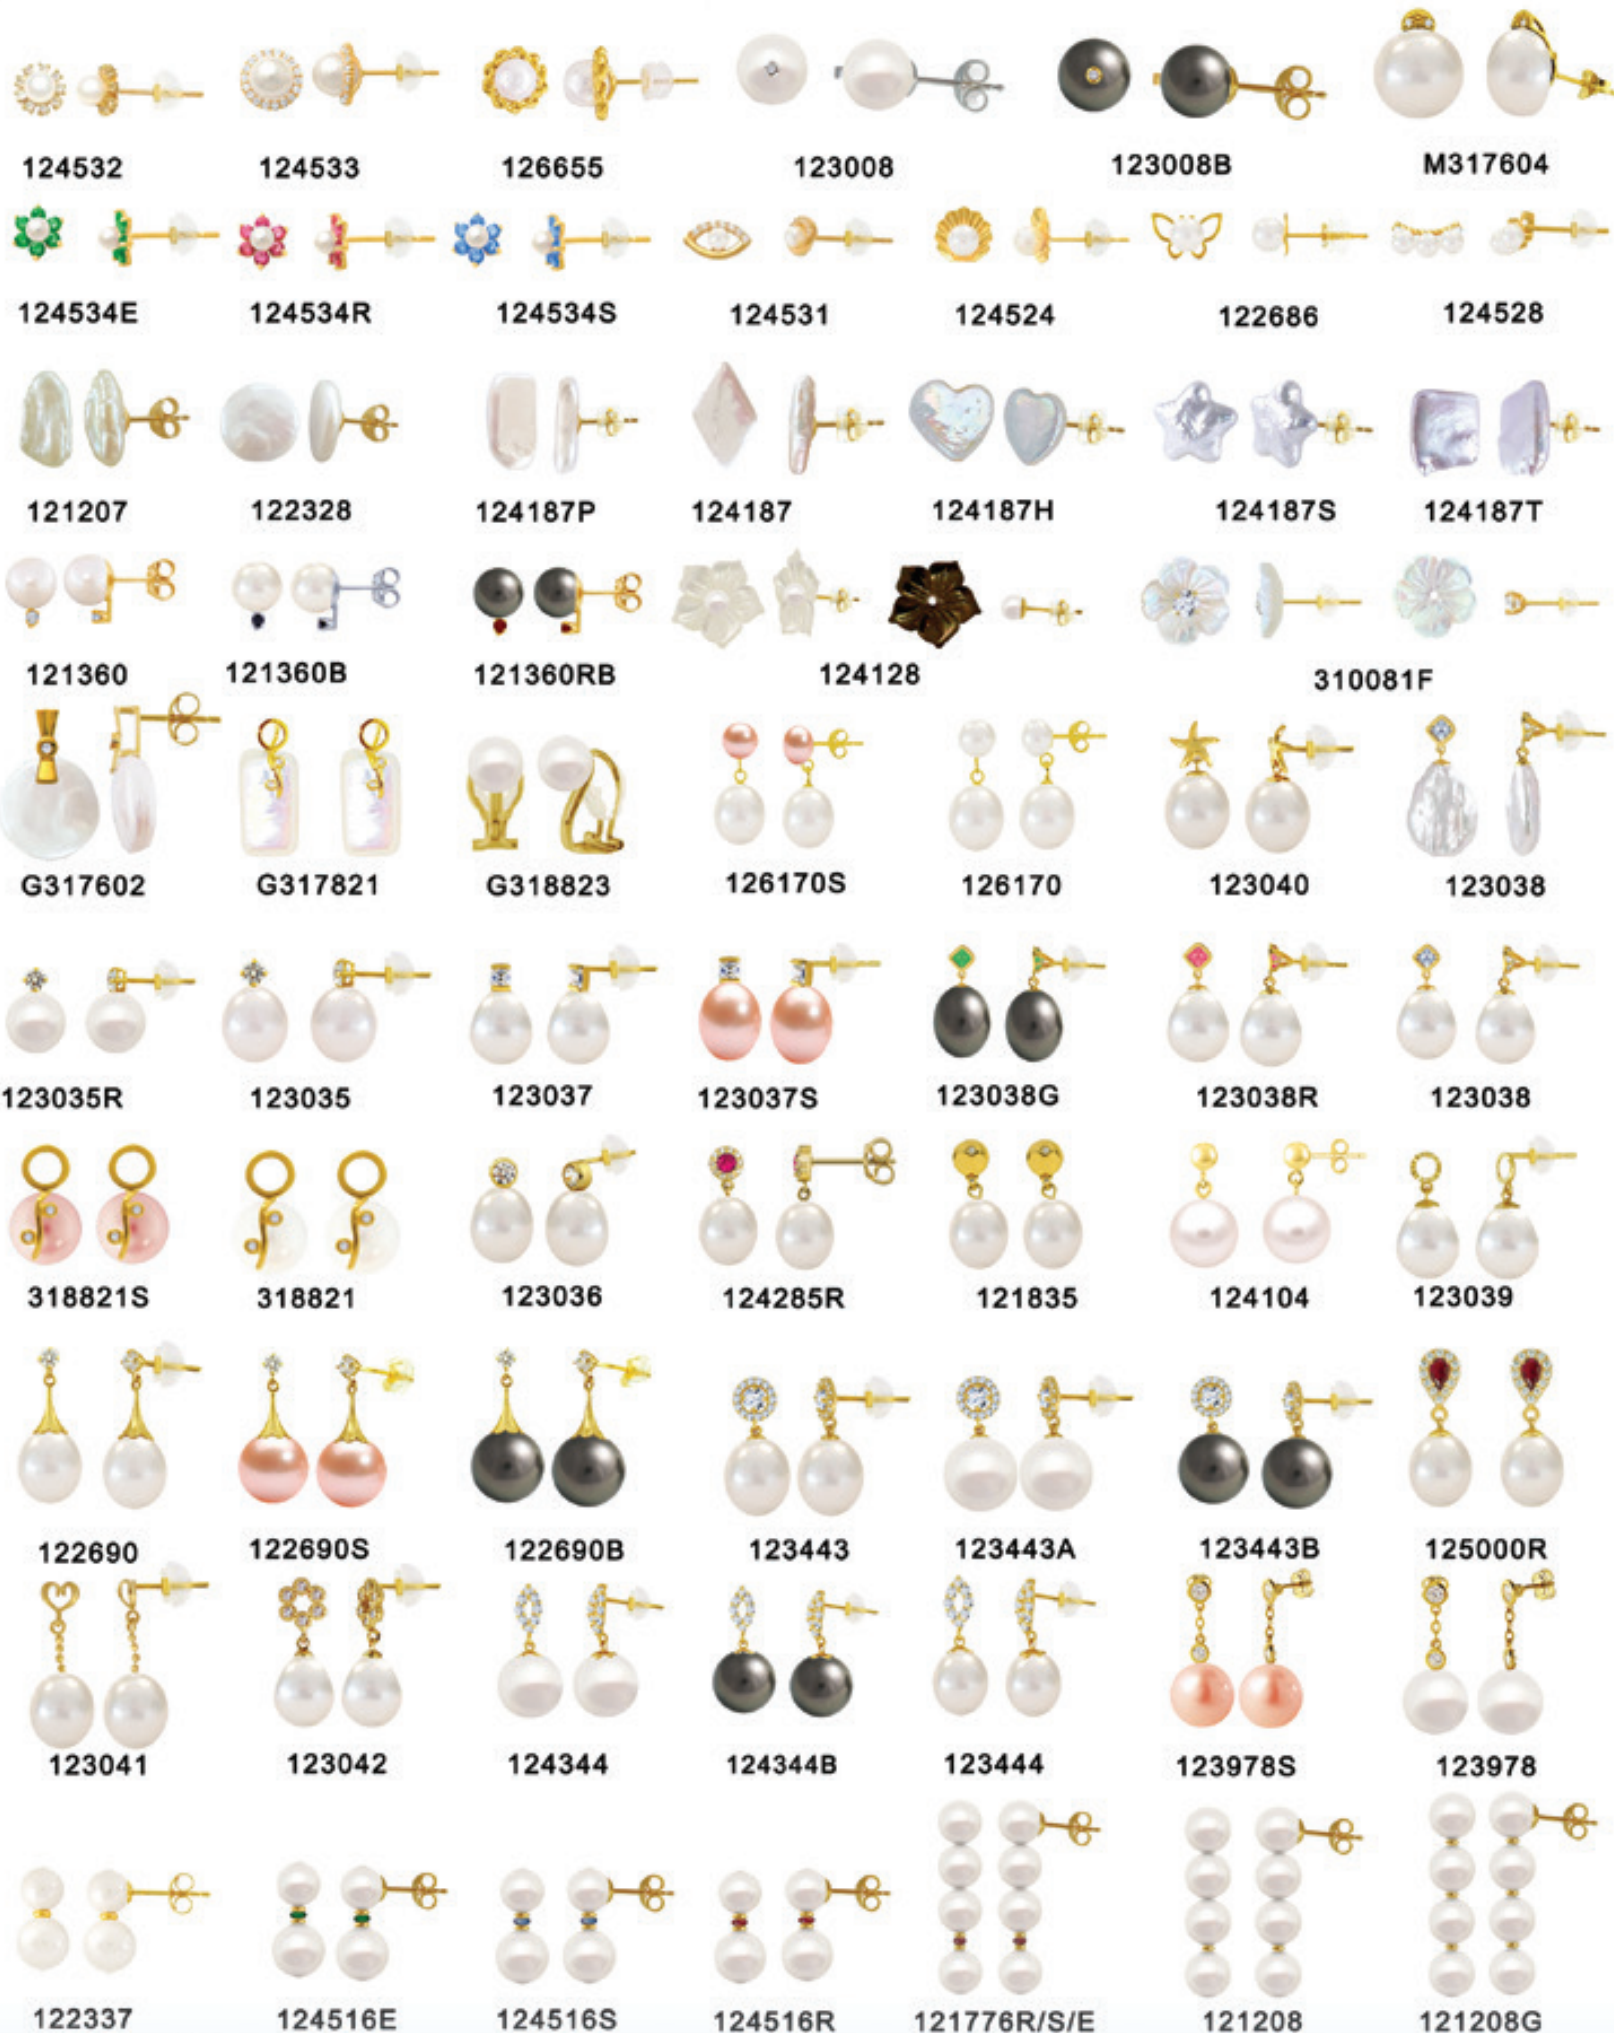 124532 124533 126655 123008 123008B M317604
124534E 124534R 124534S 124531 124524 122686 124528
121207 122328 124187P 124187 124187H 124187S 124187T
121360 121360B 121360RB 124128 310081F
G317602 G317821 G318823 126170S 126170 123040 123038
123035R 123035 123037 123037S 123038G 123038R 123038
318821S 318821 123036 124285R 121835 124104 123039
122690 122690S 122690B 123443 123443A 123443B 125000R
123041 123042 124344 124344B 123444 123978S 123978
122337 124516E 124516S 124516R 121776R/S/E 121208 121208G